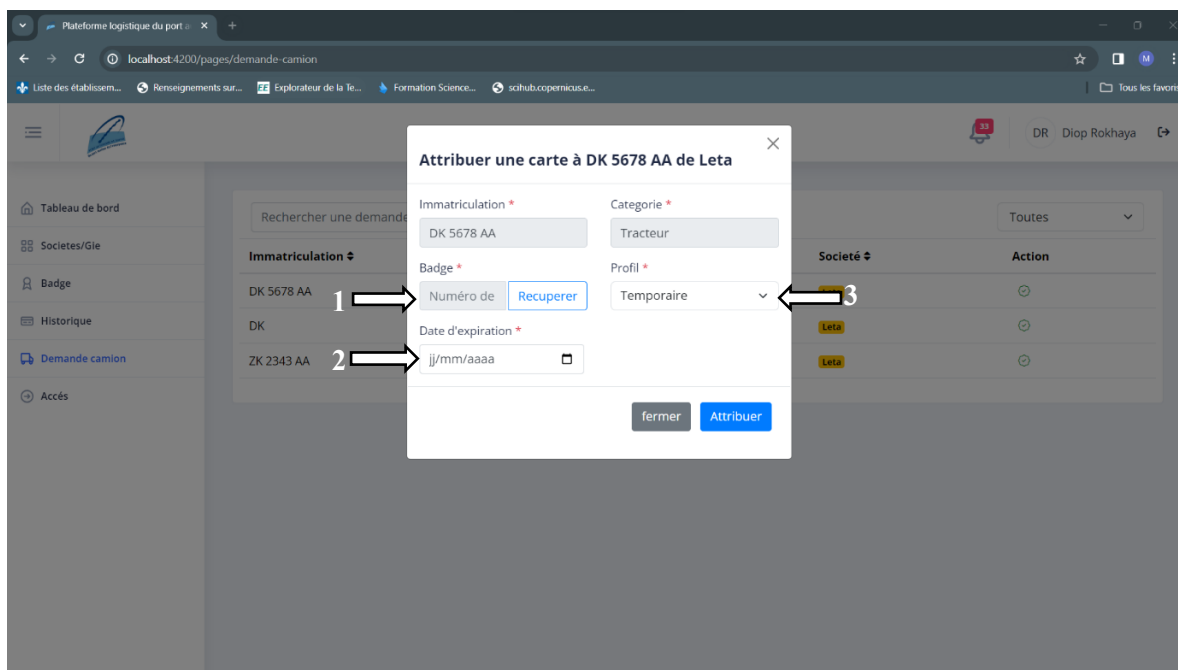 Plateforme logistique du port a
localhost:4200/pages/demande-camion
M
Liste des établissem... Renseignements sur... EE Explorateur de la Te... Formation Science... scihub.copernicus.e... Tous les favoris
33
DR Diop Rokhaya
Attribuer une carte à DK 5678 AA de Leta
Tableau de bord
Societes/Gie
Badge
Historique
Demande camion
Accés
Rechercher une demande
Toutes
Immatriculation
Societé
Action
DK 5678 AA
DK
Leta
ZK 2343 AA
Leta
Immatriculation *
Categorie *
DK 5678 AA
Tracteur
Badge *
Profil *
1
Numéro de
Recuperer
Temporaire
3
Date d'expiration *
2
jj/mm/aaaa
fermer
Attribuer